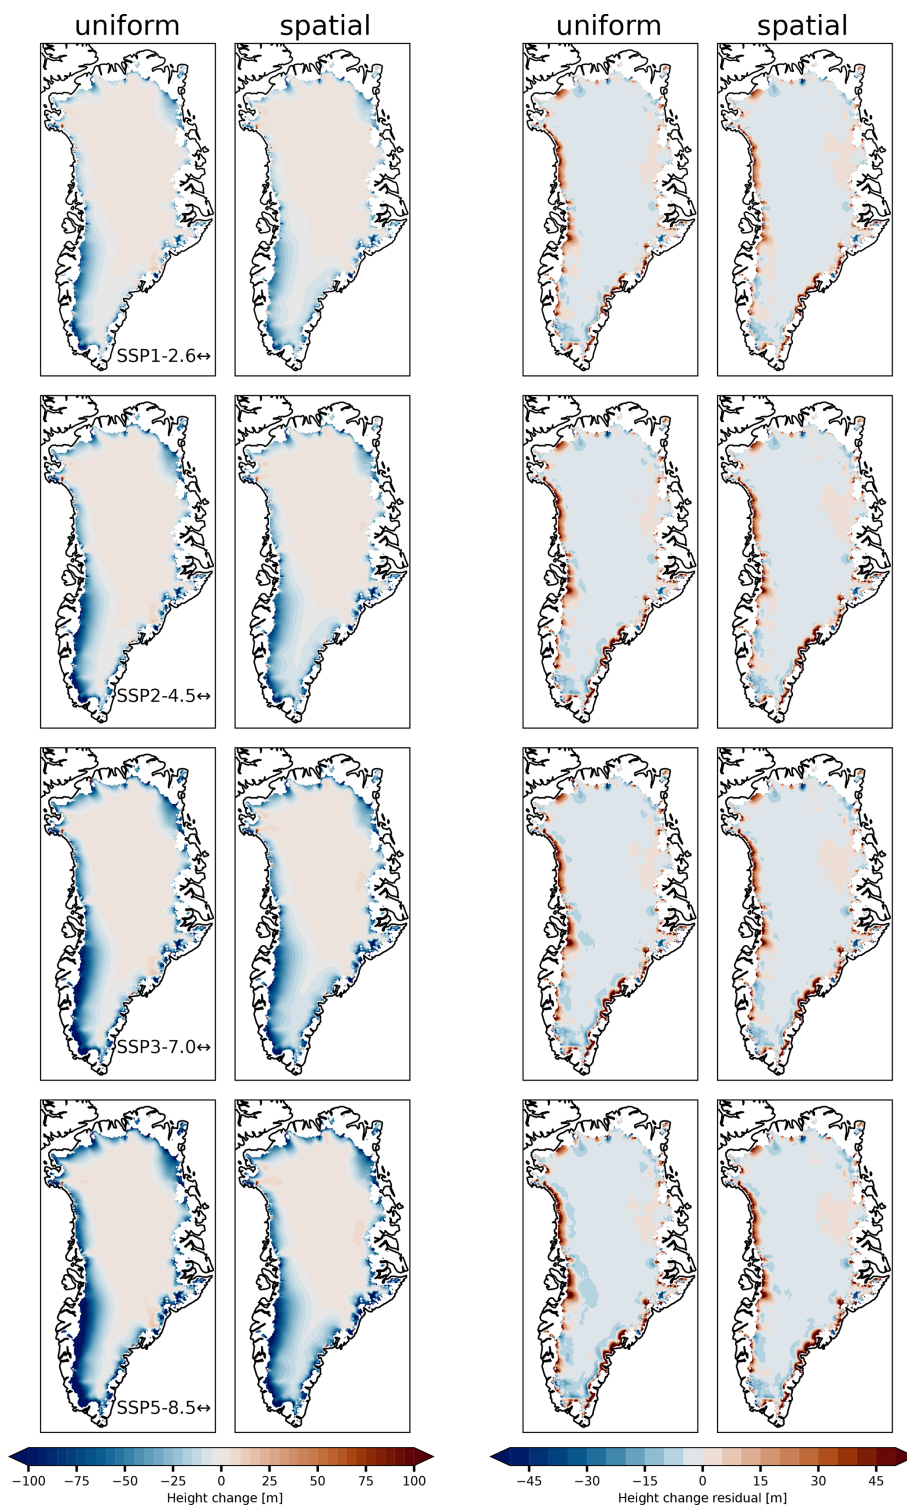 uniform
spatial
uniform
spatial
SSP1-2.6↔
SSP2-4.5↔
SSP3-7.0↔
SSP5-8.5↔
−100 −75 −50 −25 0 25 50 75 100
Height change [m]
−45 −30 −15 0 15 30 45
Height change residual [m]